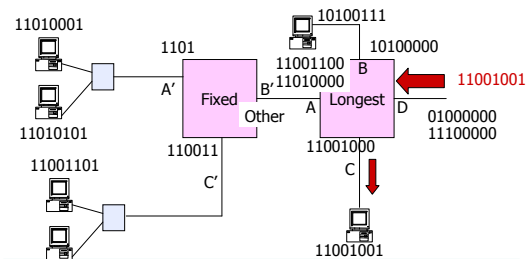 10100111
11010001
1101
11001100
11010000
B
10100000
11001001
A′
Fixed
B′
A
Longest
D
Other
01000000
11100000
11010101
110011
11001000
11001101
C′
C
11001001